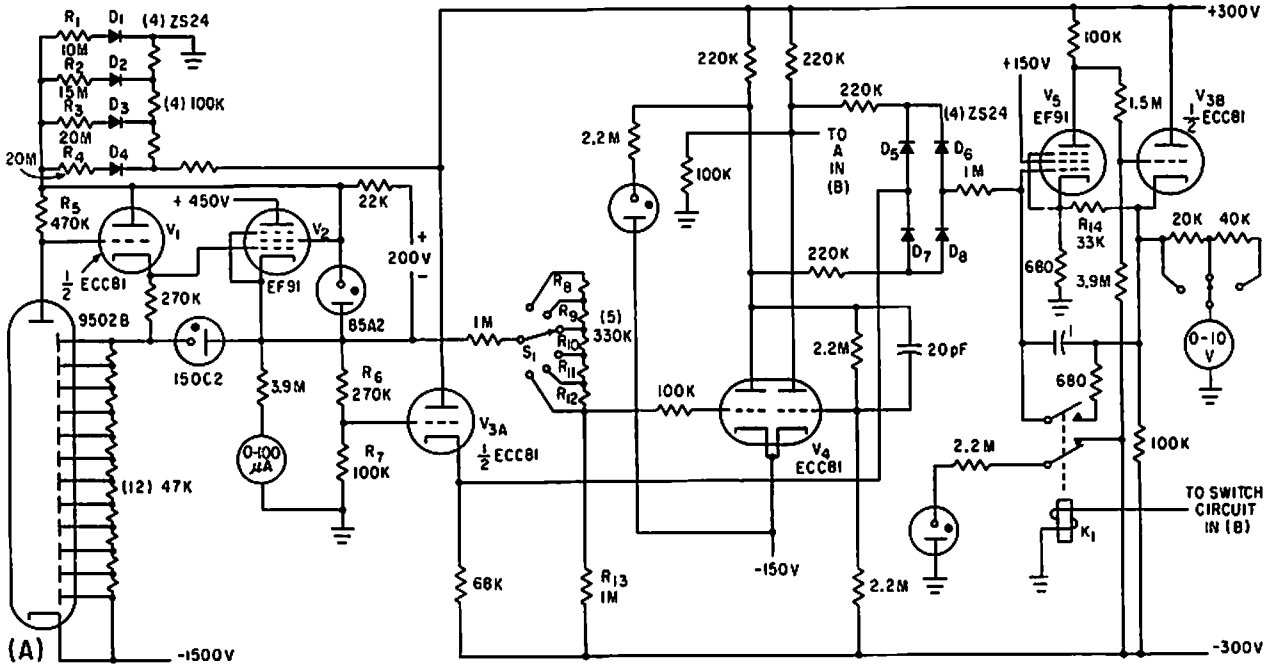 R1
10M
D1
(4) ZS24
R2
15M
D2
(4) 100K
R3
20M
D3
20M
R4
D4
R5
470K
V1
1/2 ECC81
+ 450V
V2
EF91
22K
+
200V
-
85A2
270K
9502B
150C2
3.9M
0-100
μA
R6
270K
R7
100K
(12) 47K
(A)
-1500V
V3A
1/2 ECC81
68K
1M
S1
R8
R9
R10
R11
R12
(5)
330K
R13
1M
100K
220K
220K
2.2M
100K
220K
TO
A
IN
(B)
220K
(4) ZS24
D5
D6
D7
D8
1M
2.2M
20pF
V4
ECC81
-150V
2.2M
+300V
100K
+150V
V5
EF91
1.5M
V3B
1/2 ECC81
R14
33K
680
3.9M
20K
40K
0-10
V
1
680
100K
2.2M
K1
TO SWITCH
CIRCUIT
IN (B)
-300V